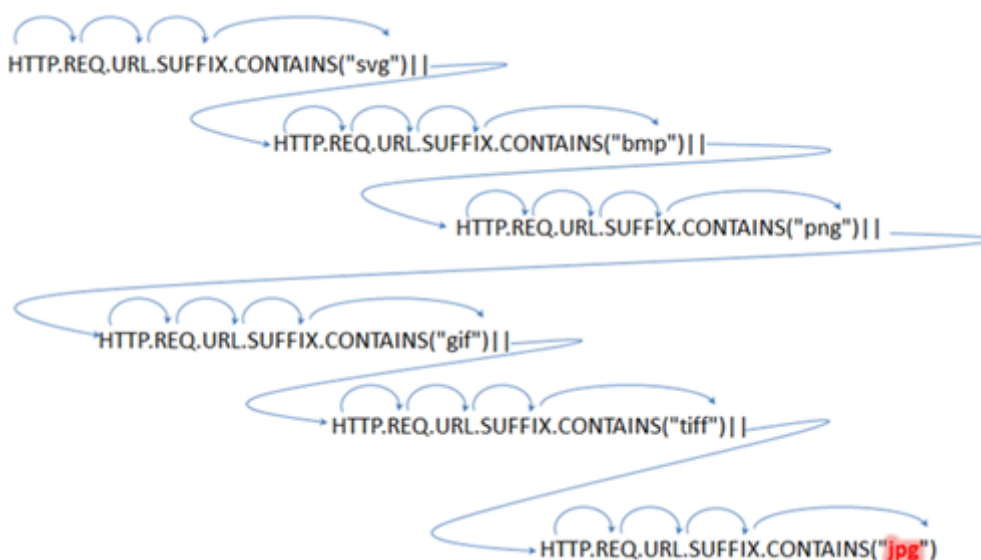 HTTP.REQ.URL.SUFFIX.CONTAINS("svg")||
HTTP.REQ.URL.SUFFIX.CONTAINS("bmp")||
HTTP.REQ.URL.SUFFIX.CONTAINS("png")||
HTTP.REQ.URL.SUFFIX.CONTAINS("gif")||
HTTP.REQ.URL.SUFFIX.CONTAINS("tiff")||
HTTP.REQ.URL.SUFFIX.CONTAINS("jpg")